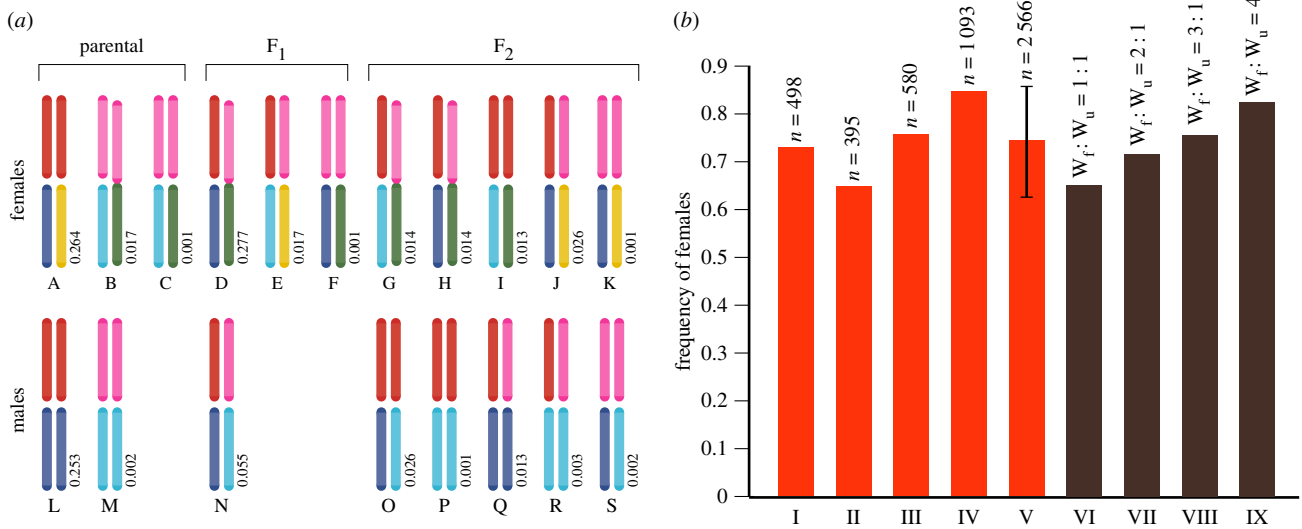 (a)
parental
F1
F2
females
0.264
0.017
0.001
0.277
0.017
0.001
0.014
0.014
0.013
0.026
0.001
A B C D E F G H I J K
males
0.253
0.002
0.055
0.026
0.001
0.013
0.003
0.002
L M N O P Q R S
(b)
frequency of females
0.9
0.8
0.7
0.6
0.5
0.4
0.3
0.2
0.1
0
n = 498
n = 395
n = 580
n = 1 093
n = 2 566
Wf : Wu = 1 : 1
Wf : Wu = 2 : 1
Wf : Wu = 3 : 1
Wf : Wu = 4
I II III IV V VI VII VIII IX